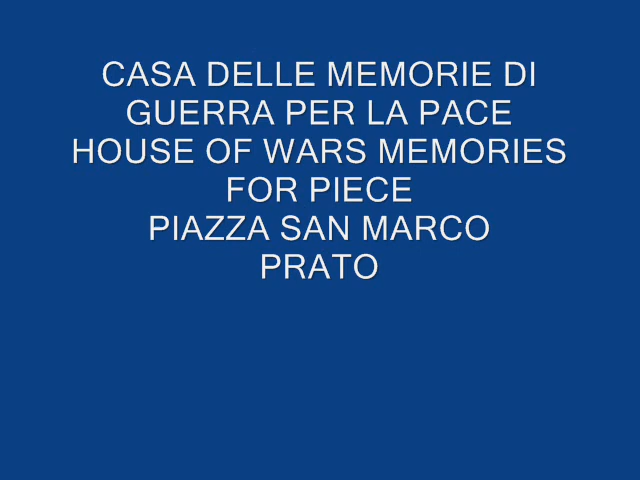 CASA DELLE MEMORIE DI
GUERRA PER LA PACE
HOUSE OF WARS MEMORIES
FOR PIECE
PIAZZA SAN MARCO
PRATO